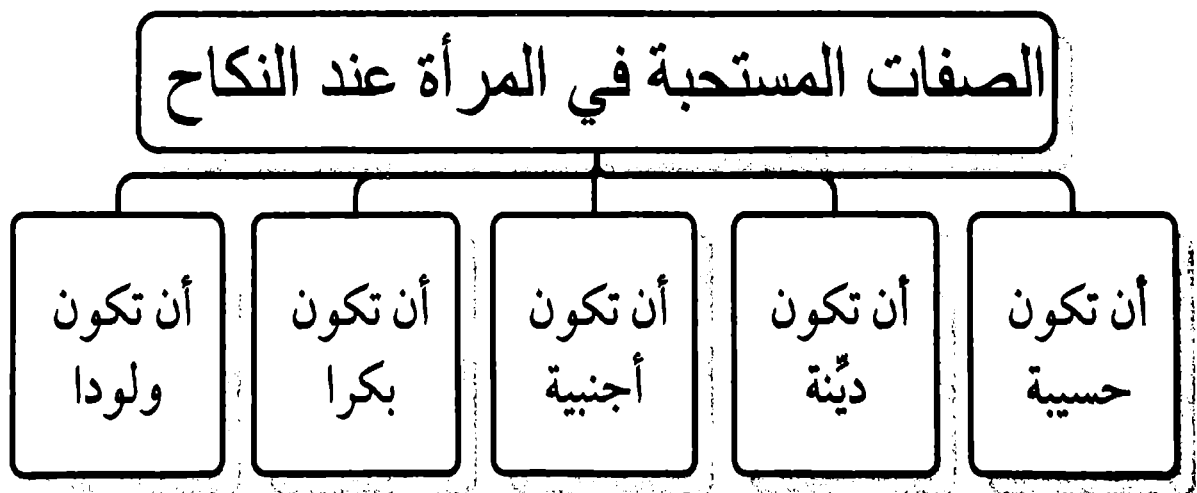 الصفات المستحبة في المرأة عند النكاح
أن تكون
حسيبة
أن تكون
ديِّنة
أن تكون
أجنبية
أن تكون
بكرا
أن تكون
ولودا